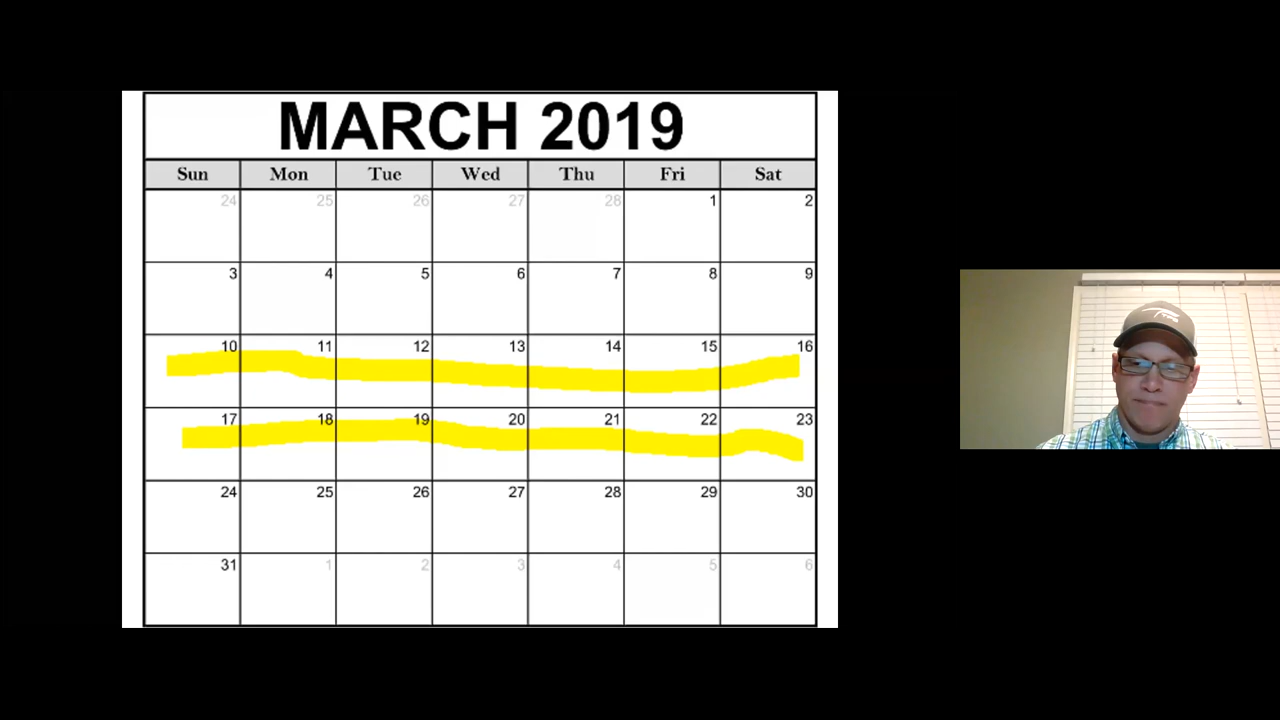 MARCH 2019
Sun Mon Tue Wed Thu Fri Sat
24 25 26 27 28 1 2
3 4 5 6 7 8 9
10 11 12 13 14 15 16
17 18 19 20 21 22 23
24 25 26 27 28 29 30
31 1 2 3 4 5 6